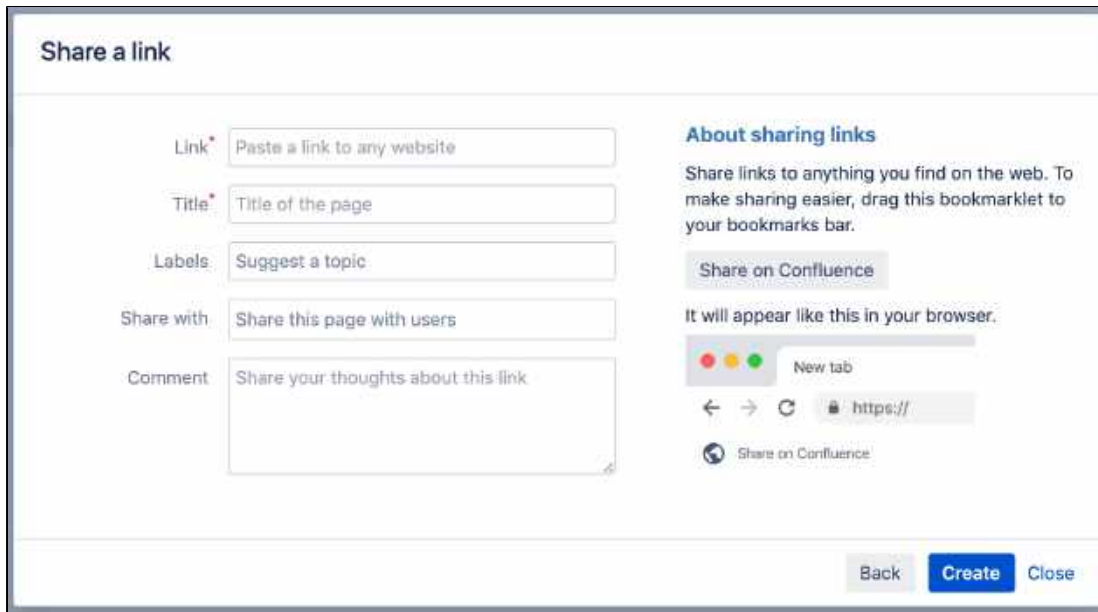 Share a link
Link*
Paste a link to any website
Title*
Title of the page
Labels
Suggest a topic
Share with
Share this page with users
Comment
Share your thoughts about this link
About sharing links
Share links to anything you find on the web. To
make sharing easier, drag this bookmarklet to
your bookmarks bar.
Share on Confluence
It will appear like this in your browser.
New tab
https://
Share on Confluence
Back
Create
Close